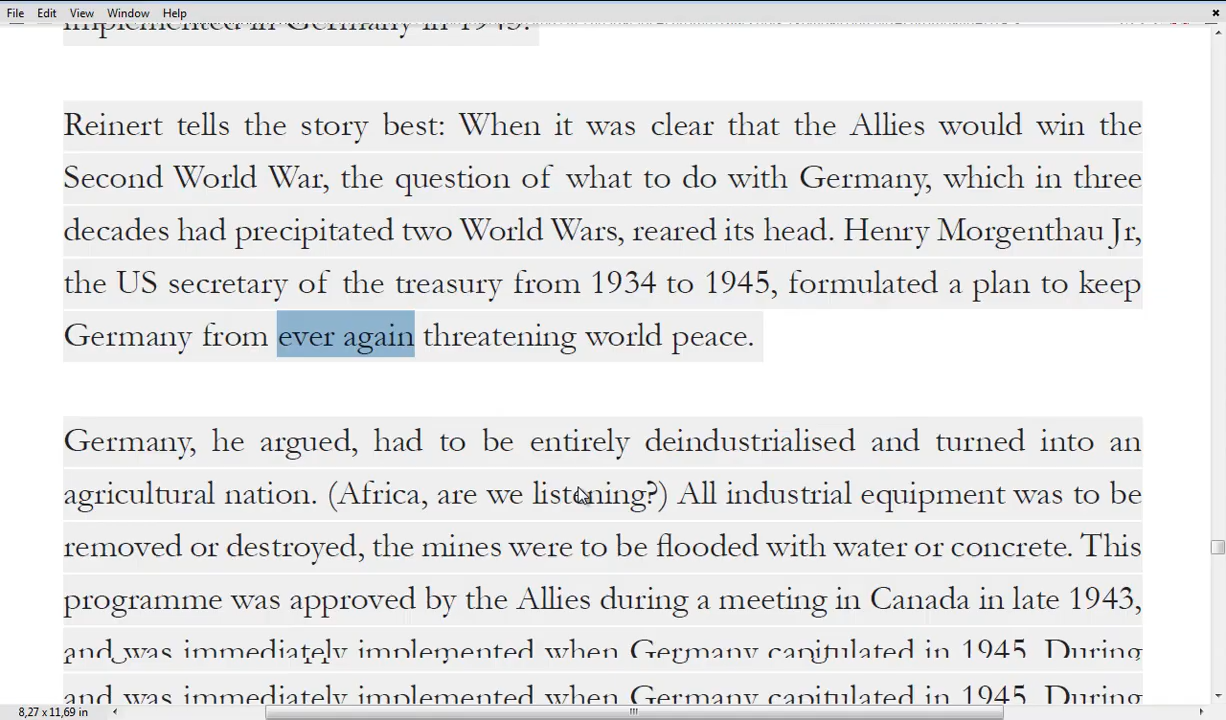 File Edit View Window Help
implemented in Germany in 1945.
Reinert tells the story best: When it was clear that the Allies would win the
Second World War, the question of what to do with Germany, which in three
decades had precipitated two World Wars, reared its head. Henry Morgenthau Jr,
the US secretary of the treasury from 1934 to 1945, formulated a plan to keep
Germany from ever again threatening world peace.
Germany, he argued, had to be entirely deindustrialised and turned into an
agricultural nation. (Africa, are we listening?) All industrial equipment was to be
removed or destroyed, the mines were to be flooded with water or concrete. This
programme was approved by the Allies during a meeting in Canada in late 1943,
and was immediately implemented when Germany capitulated in 1945. During
and was immediately implemented when Germany capitulated in 1945. During
8,27 x 11,69 in